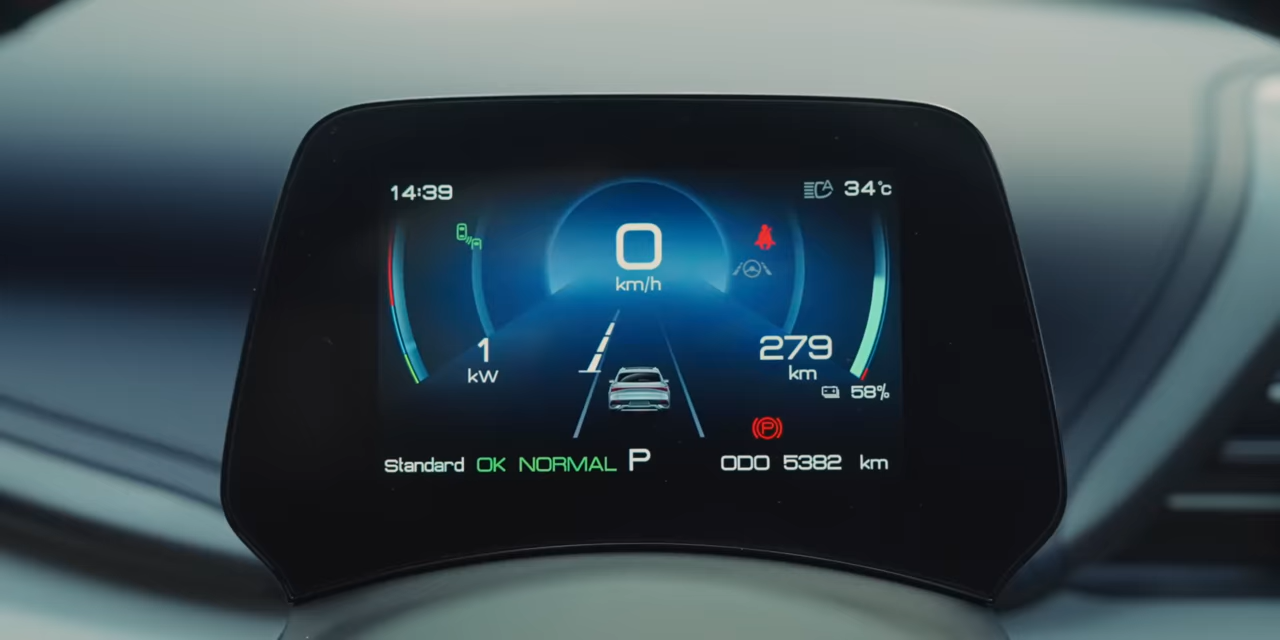 14:39
A 34°C
0
km/h
1
kW
279
km
58%
P
Standard OK NORMAL P
ODO 5382 km